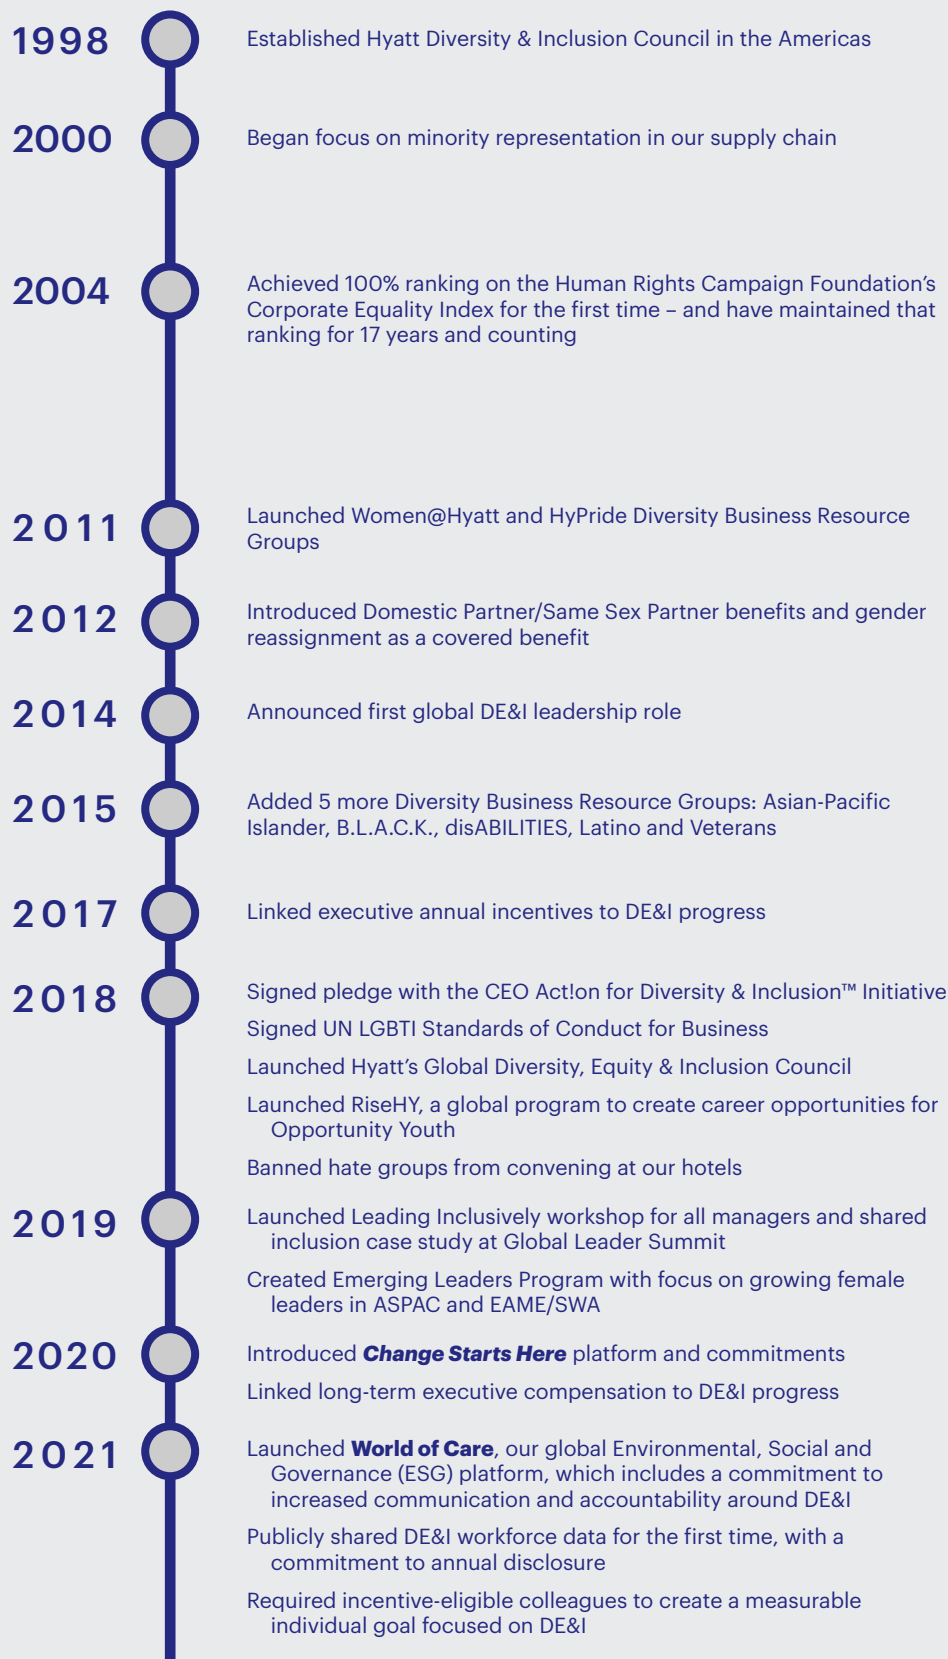 1998
Established Hyatt Diversity & Inclusion Council in the Americas
2000
Began focus on minority representation in our supply chain
2004
Achieved 100% ranking on the Human Rights Campaign Foundation’s
Corporate Equality Index for the first time – and have maintained that
ranking for 17 years and counting
2011
Launched Women@Hyatt and HyPride Diversity Business Resource
Groups
2012
Introduced Domestic Partner/Same Sex Partner benefits and gender
reassignment as a covered benefit
2014
Announced first global DE&I leadership role
2015
Added 5 more Diversity Business Resource Groups: Asian-Pacific
Islander, B.L.A.C.K., disABILITIES, Latino and Veterans
2017
Linked executive annual incentives to DE&I progress
2018
Signed pledge with the CEO Act!on for Diversity & Inclusion™ Initiative
Signed UN LGBTI Standards of Conduct for Business
Launched Hyatt’s Global Diversity, Equity & Inclusion Council
Launched RiseHY, a global program to create career opportunities for
Opportunity Youth
Banned hate groups from convening at our hotels
2019
Launched Leading Inclusively workshop for all managers and shared
inclusion case study at Global Leader Summit
Created Emerging Leaders Program with focus on growing female
leaders in ASPAC and EAME/SWA
2020
Introduced Change Starts Here platform and commitments
Linked long-term executive compensation to DE&I progress
2021
Launched World of Care, our global Environmental, Social and
Governance (ESG) platform, which includes a commitment to
increased communication and accountability around DE&I
Publicly shared DE&I workforce data for the first time, with a
commitment to annual disclosure
Required incentive-eligible colleagues to create a measurable
individual goal focused on DE&I